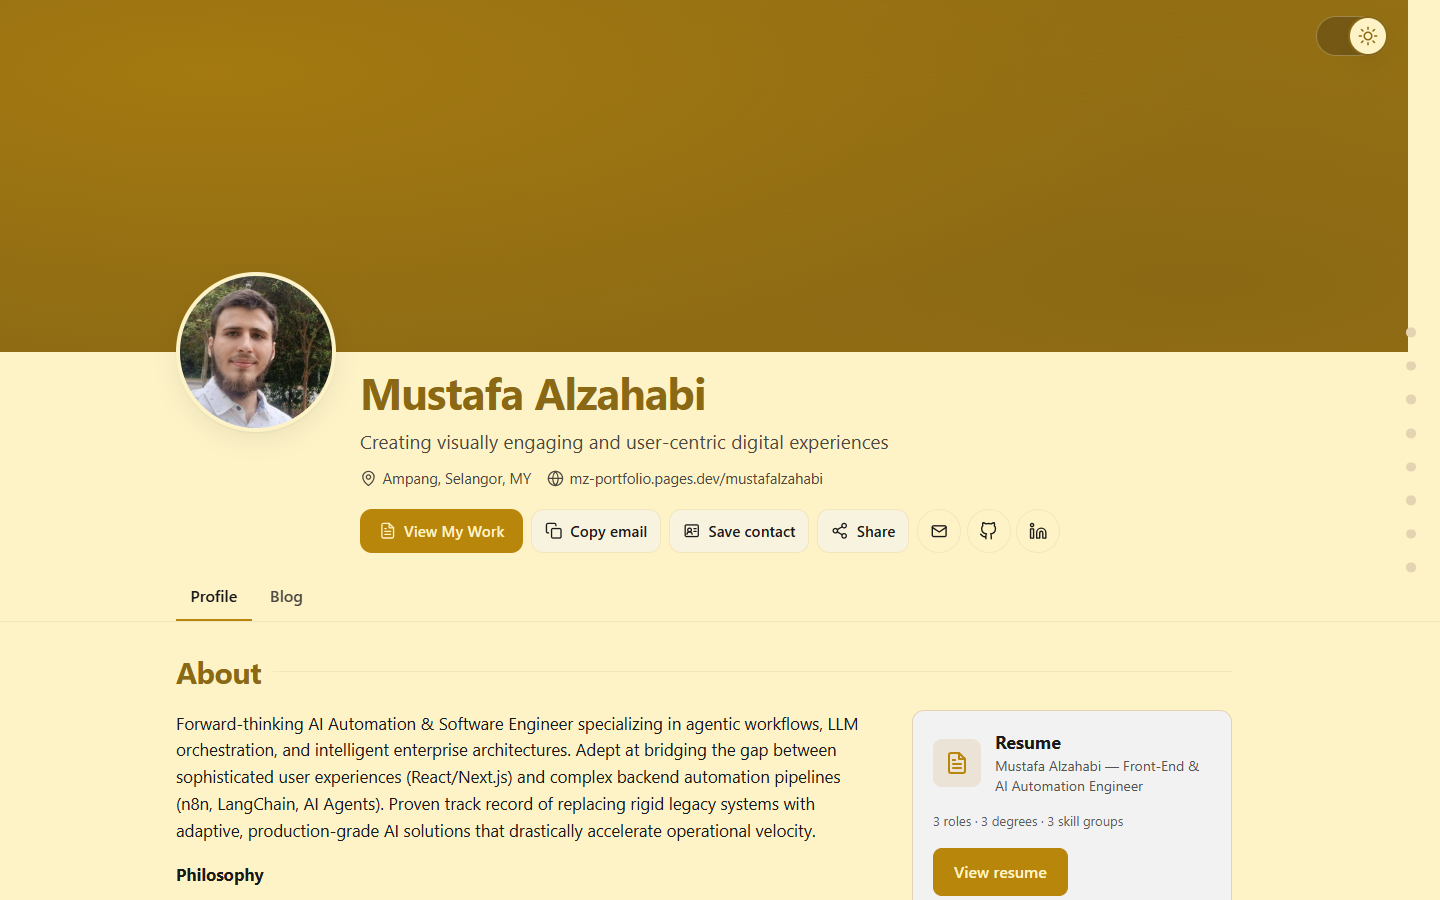 Mustafa Alzahabi
Creating visually engaging and user-centric digital experiences
Ampang, Selangor, MY mz-portfolio.pages.dev/mustafalzahabi
View My Work Copy email Save contact Share
Profile Blog
About
Forward-thinking AI Automation & Software Engineer specializing in agentic workflows, LLM
orchestration, and intelligent enterprise architectures. Adept at bridging the gap between
sophisticated user experiences (React/Next.js) and complex backend automation pipelines
(n8n, LangChain, AI Agents). Proven track record of replacing rigid legacy systems with
adaptive, production-grade AI solutions that drastically accelerate operational velocity.
Philosophy
Resume
Mustafa Alzahabi — Front-End &
AI Automation Engineer
3 roles · 3 degrees · 3 skill groups
View resume